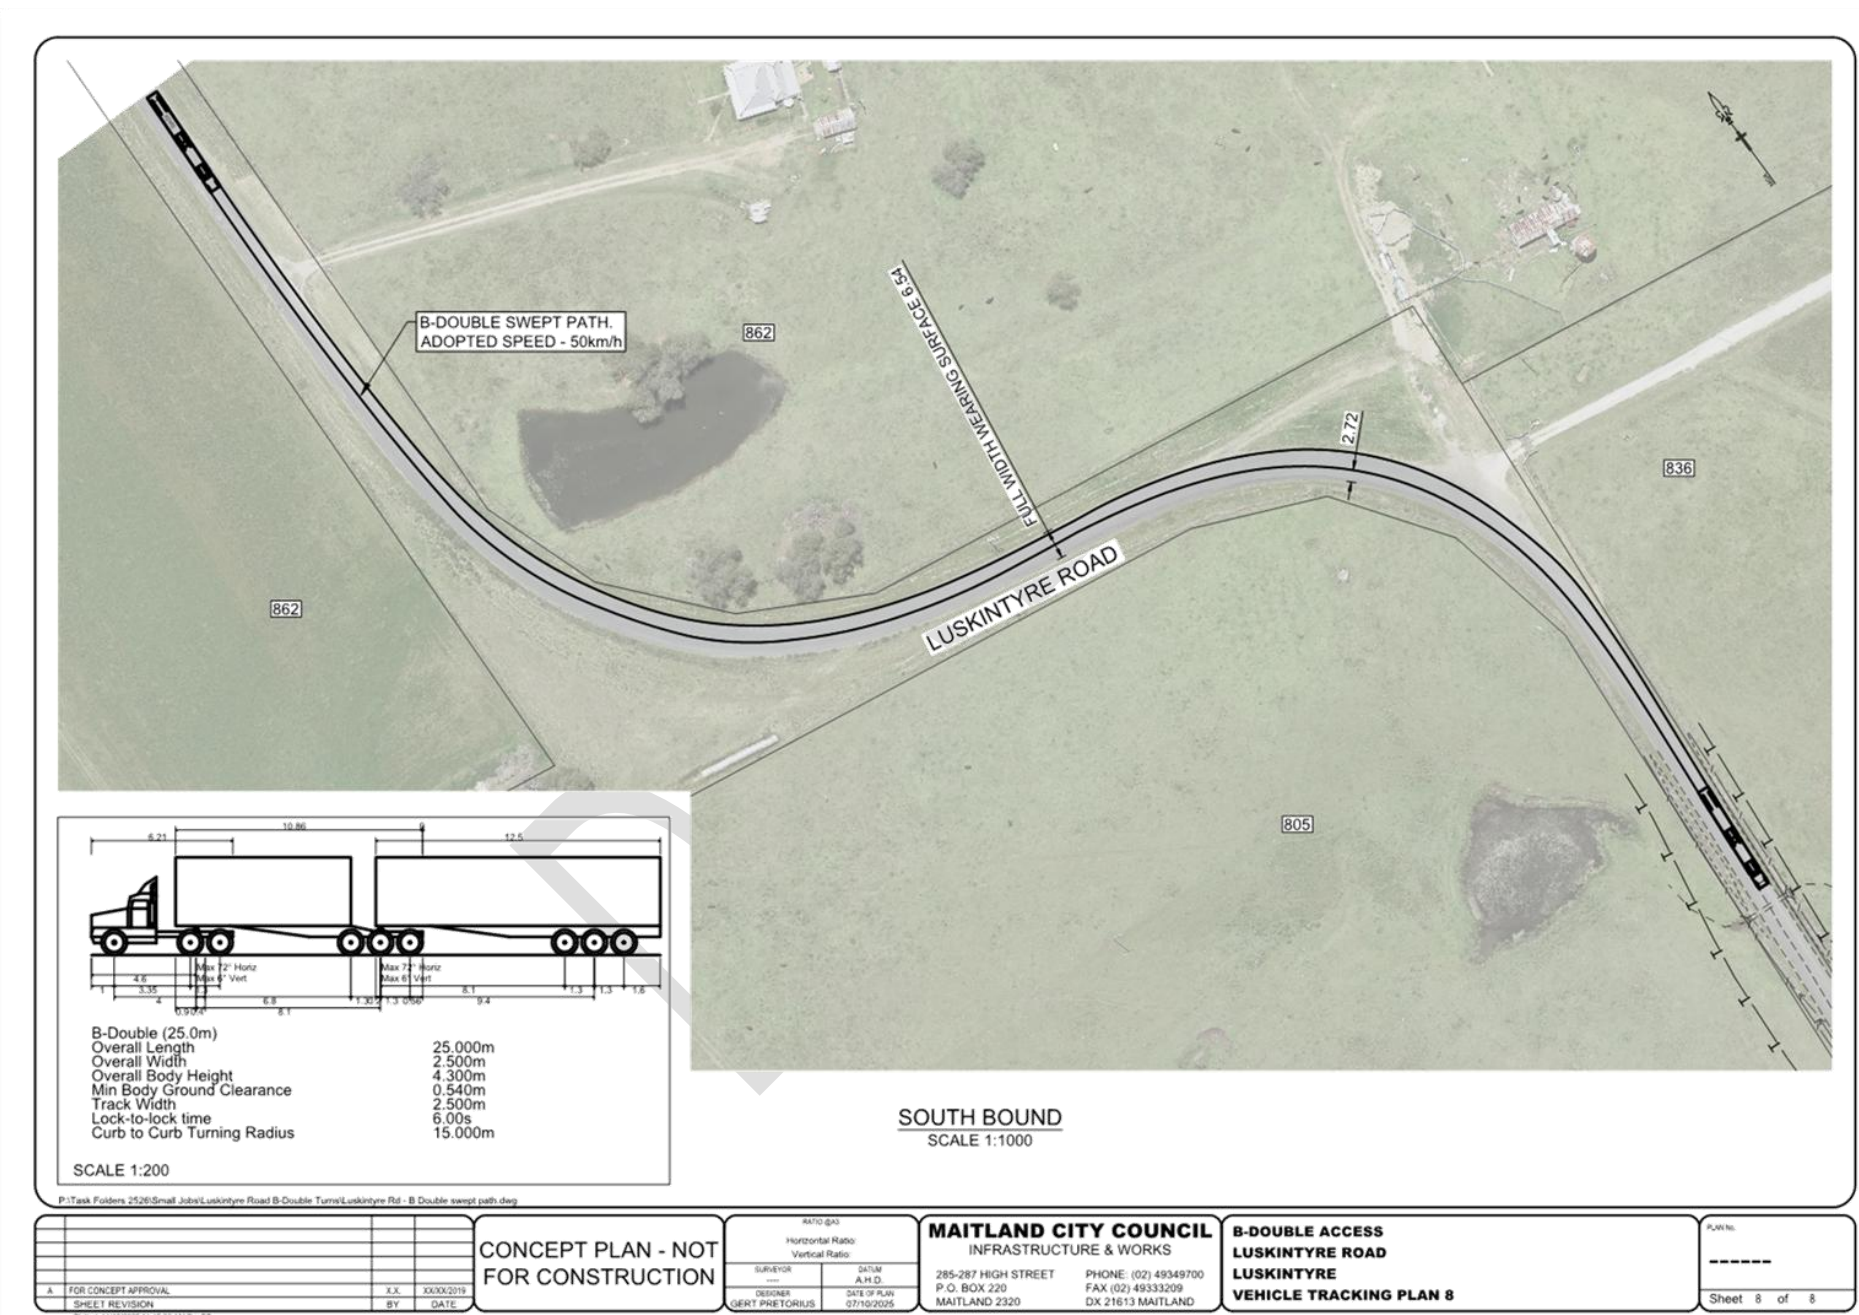 B-DOUBLE SWEPT PATH.
ADOPTED SPEED - 50km/h
862
FULL WIDTH WEARING SURFACE 6.54
2.72
836
LUSKINTYRE ROAD
862
805
10.86
6.21
12.5
Max 72° Horiz
Max 6° Vert
Max 72° Horiz
Max 6° Vert
4.6
1
3.35
4
6.8
8.1
1.3
8.1
9.4
1.3
1.3
1.6
B-Double (25.0m)
Overall Length 25.000m
Overall Width 2.500m
Overall Body Height 4.300m
Min Body Ground Clearance 0.540m
Track Width 2.500m
Lock-to-lock time 6.00s
Curb to Curb Turning Radius 15.000m
SCALE 1:200
SOUTH BOUND
SCALE 1:1000
P:\Task Folders 2526\Small Jobs\Luskintyre Road B-Double Turns\Luskintyre Rd - B Double swept path.dwg
A FOR CONCEPT APPROVAL X.X. XX/XX/2019
SHEET REVISION BY DATE
CONCEPT PLAN - NOT
FOR CONSTRUCTION
RATIO @A3
Horizontal Ratio:
Vertical Ratio:
SURVEYOR
----
DATUM
A.H.D.
DESIGNER
GERT PRETORIUS
DATE OF PLAN
07/10/2025
MAITLAND CITY COUNCIL
INFRASTRUCTURE & WORKS
285-287 HIGH STREET PHONE: (02) 49349700
P.O. BOX 220 FAX (02) 49333209
MAITLAND 2320 DX 21613 MAITLAND
B-DOUBLE ACCESS
LUSKINTYRE ROAD
LUSKINTYRE
VEHICLE TRACKING PLAN 8
PLAN No.
------
Sheet 8 of 8